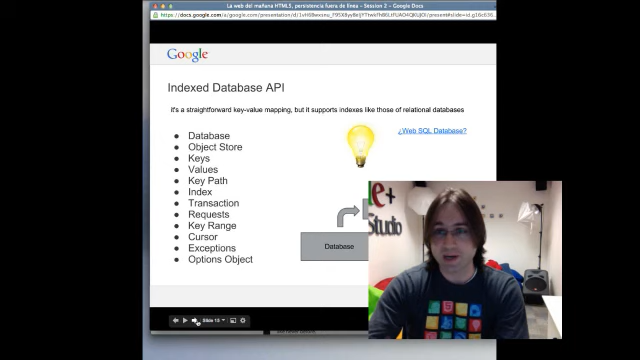 La web del mañana HTML5, persistencia fuera de línea - Session 2 - Google Docs
Google
Indexed Database API
It's a straightforward key-value mapping, but it supports indexes like those of relational databases
Database
Object Store
Keys
Values
Key Path
Index
Transaction
Requests
Key Range
Cursor
Exceptions
Options Object
¿Web SQL Database?
Database
Studio
Slide 15